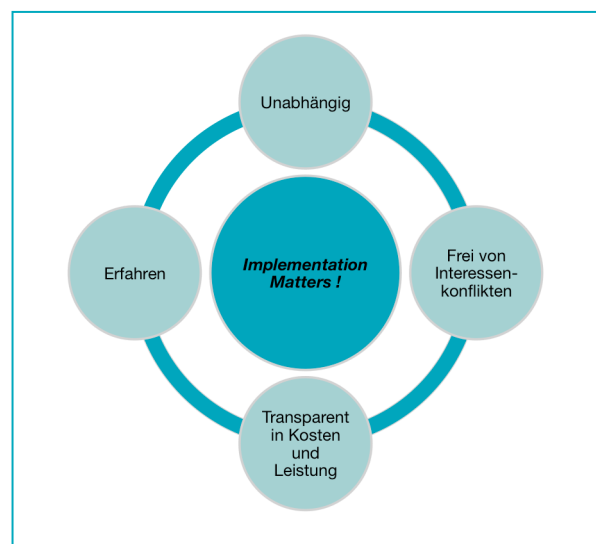 Unabhängig
Erfahren
Implementation
Matters !
Frei von
Interessen-
konflikten
Transparent
in Kosten
und
Leistung